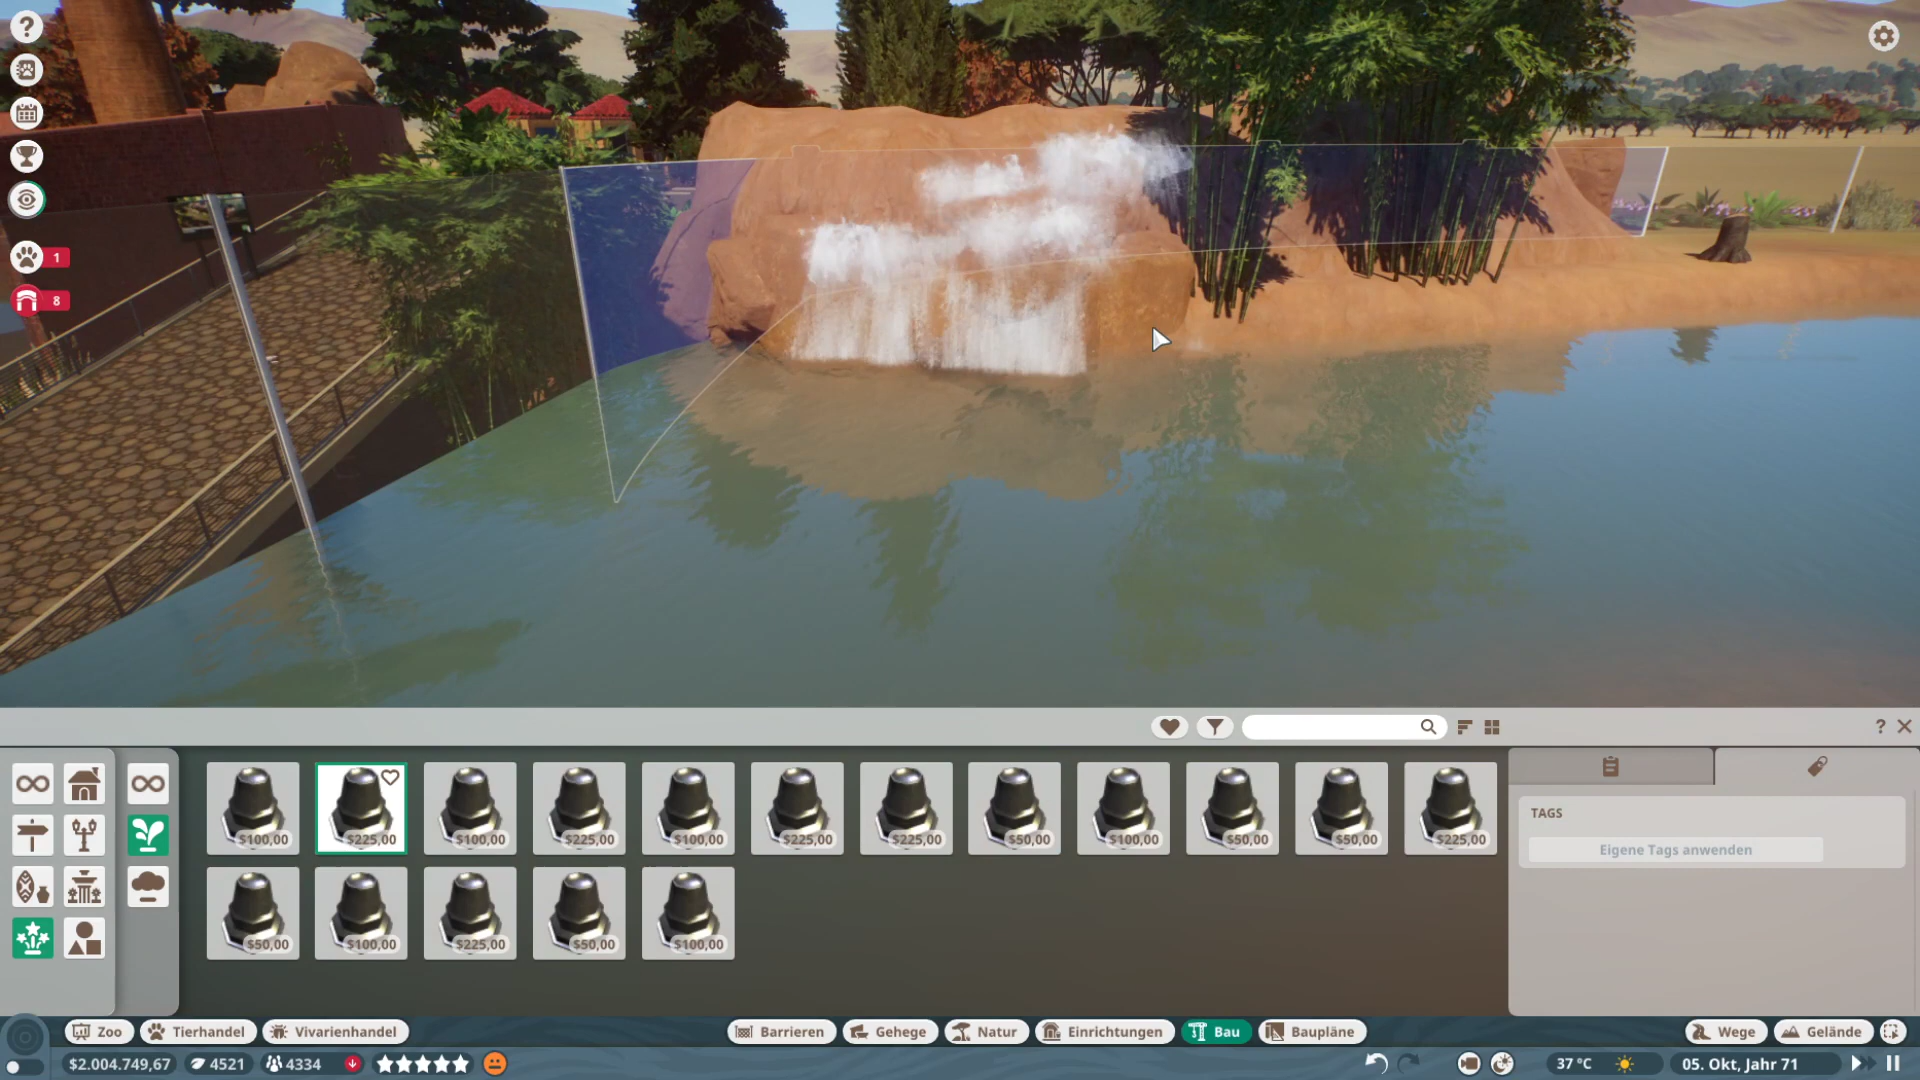 ?
1
8
?
$100,00 $225,00 $100,00 $225,00 $100,00 $225,00 $225,00 $50,00 $100,00 $50,00 $50,00 $225,00
$50,00 $100,00 $225,00 $50,00 $100,00
TAGS
Eigene Tags anwenden
Zoo Tierhandel Vivarienhandel Barrieren Gehege Natur Einrichtungen Bau Baupläne Wege Gelände
$2.004.749,67 4521 4334 37 °C 05. Okt, Jahr 71